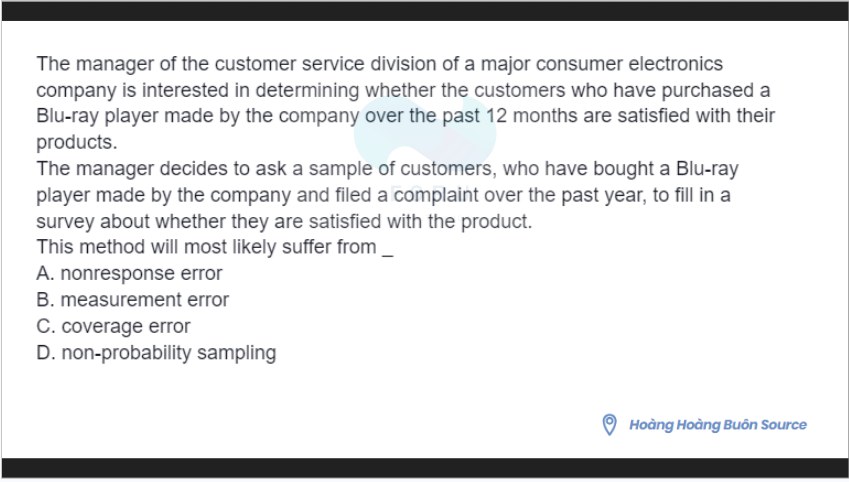 The manager of the customer service division of a major consumer electronics
company is interested in determining whether the customers who have purchased a
Blu-ray player made by the company over the past 12 months are satisfied with their
products.
The manager decides to ask a sample of customers, who have bought a Blu-ray
player made by the company and filed a complaint over the past year, to fill in a
survey about whether they are satisfied with the product.
This method will most likely suffer from _
A. nonresponse error
B. measurement error
C. coverage error
D. non-probability sampling
Hoàng Hoàng Buôn Source